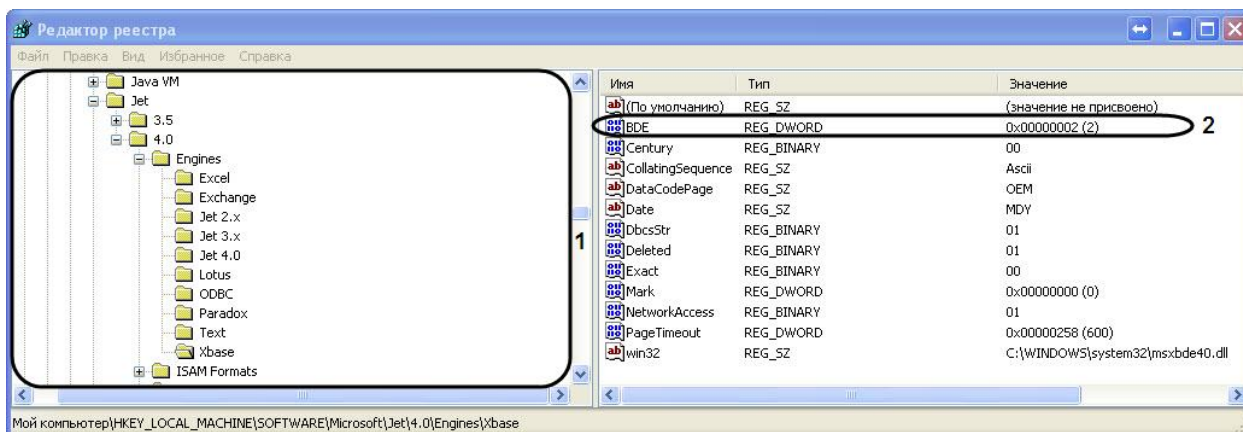 Редактор реестра
Файл Правка Вид Избранное Справка
Java VM
Jet
3.5
4.0
Engines
Excel
Exchange
Jet 2.x
Jet 3.x
Jet 4.0
Lotus
ODBC
Paradox
Text
Xbase
ISAM Formats
1
Имя Тип Значение
(По умолчанию) REG_SZ (значение не присвоено)
BDE REG_DWORD 0x00000002 (2) 2
Century REG_BINARY 00
CollatingSequence REG_SZ Ascii
DataCodePage REG_SZ OEM
Date REG_SZ MDY
DbcsStr REG_BINARY 01
Deleted REG_BINARY 01
Exact REG_BINARY 00
Mark REG_DWORD 0x00000000 (0)
NetworkAccess REG_BINARY 01
PageTimeout REG_DWORD 0x00000258 (600)
win32 REG_SZ C:\WINDOWS\system32\msxbde40.dll
Мой компьютер\HKEY_LOCAL_MACHINE\SOFTWARE\Microsoft\Jet\4.0\Engines\Xbase